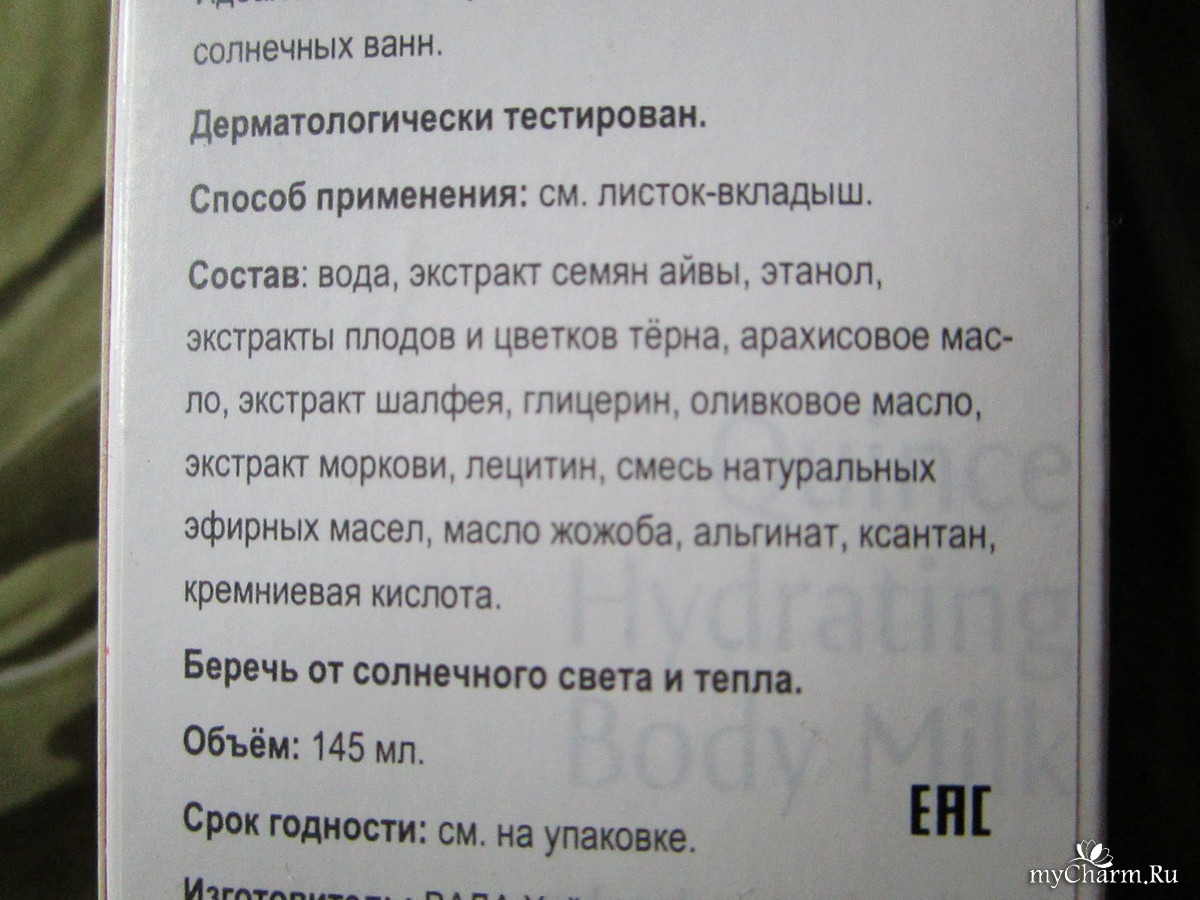 солнечных ванн.
Дерматологически тестирован.
Способ применения: см. листок-вкладыш.
Состав: вода, экстракт семян айвы, этанол,
экстракты плодов и цветков тёрна, арахисовое мас-
ло, экстракт шалфея, глицерин, оливковое масло,
экстракт моркови, лецитин, смесь натуральных
эфирных масел, масло жожоба, альгинат, ксантан,
кремниевая кислота.
Quince
Hydrating
Body Milk
Беречь от солнечного света и тепла.
Объём: 145 мл.
Срок годности: см. на упаковке.
EAC
Изготовитель:
myCharm.Ru